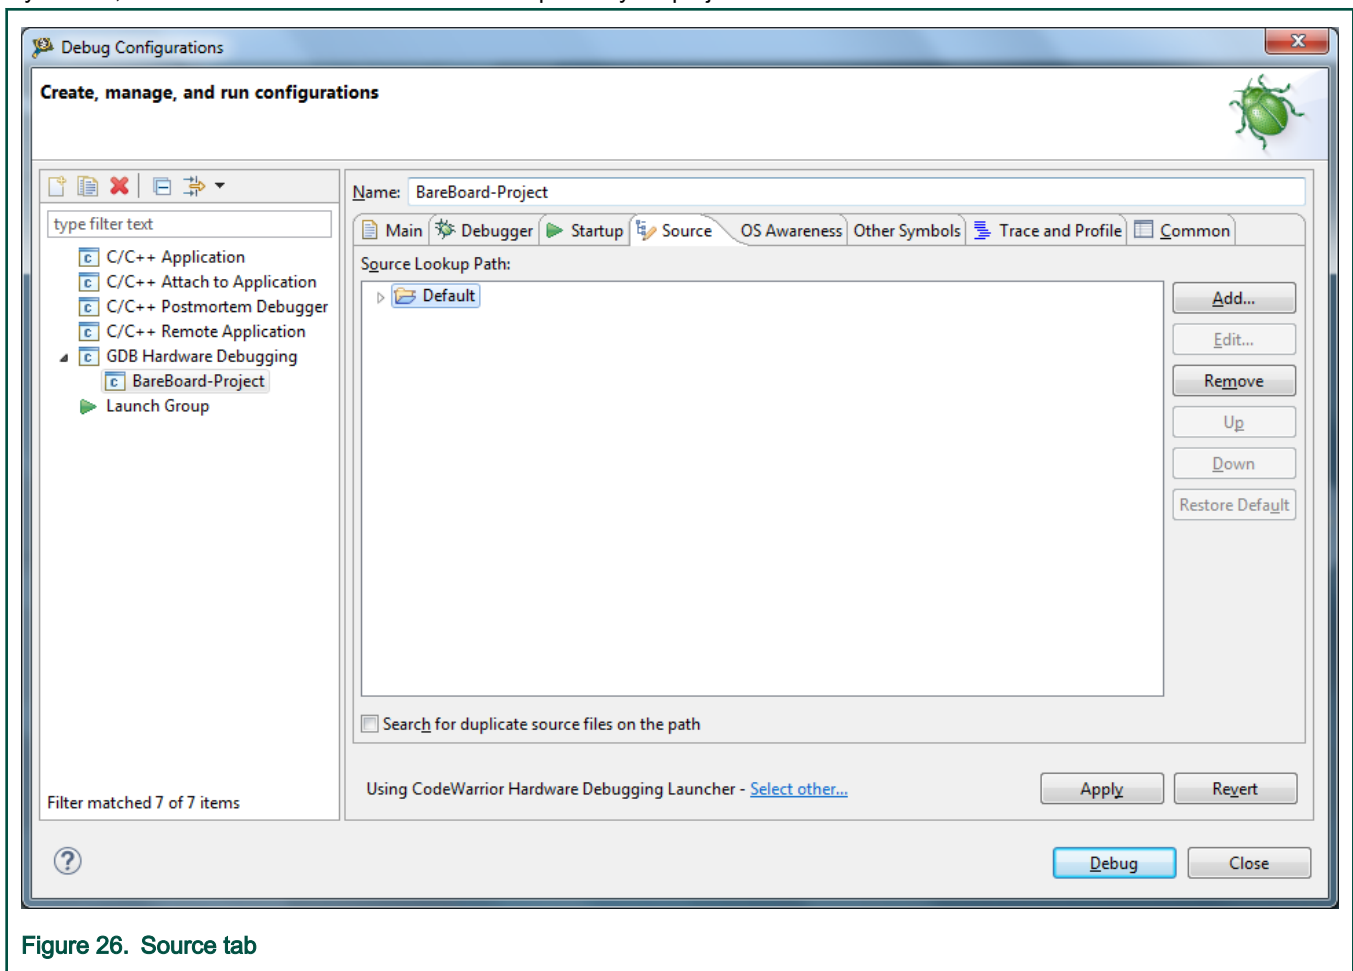 Debug Configurations
Create, manage, and run configurations
type filter text
C/C++ Application
C/C++ Attach to Application
C/C++ Postmortem Debugger
C/C++ Remote Application
GDB Hardware Debugging
BareBoard-Project
Launch Group
Filter matched 7 of 7 items
Name: BareBoard-Project
Main Debugger Startup Source OS Awareness Other Symbols Trace and Profile Common
Source Lookup Path:
Default
Add...
Edit...
Remove
Up
Down
Restore Default
Search for duplicate source files on the path
Using CodeWarrior Hardware Debugging Launcher - Select other...
Apply Revert
Debug Close
Figure 26. Source tab